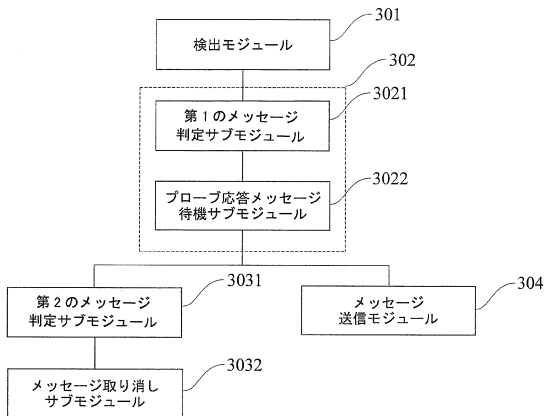 301
検出モジュール
302
3021
第1のメッセージ
判定サブモジュール
3022
プローブ応答メッセージ
待機サブモジュール
3031
第2のメッセージ
判定サブモジュール
304
メッセージ
送信モジュール
3032
メッセージ取り消し
サブモジュール